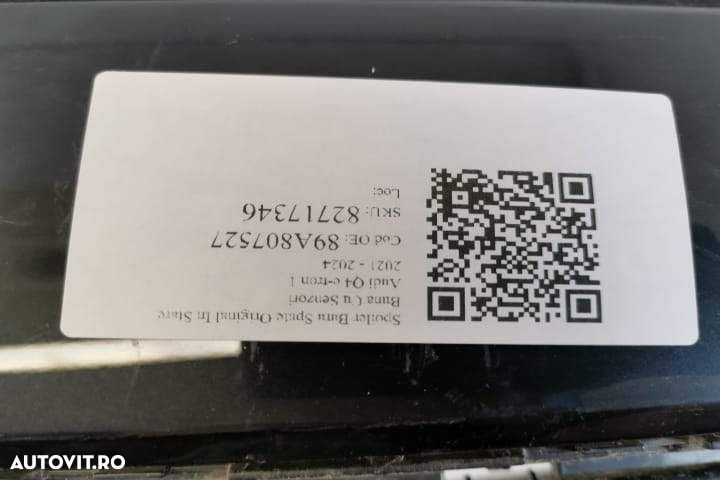 Spoiler Bara Spate Original In Stare
Buna Cu Senzori
Audi Q4 e-tron 1
2021 - 2024
Cod OE: 89A807527
SKU: 82717346
Loc:
AUTOVIT.RO